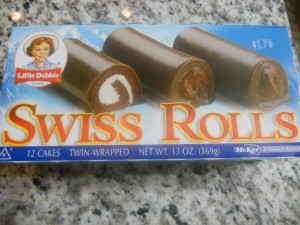 $1.79
Little Debbie
SWISS ROLLS
12 CAKES TWIN-WRAPPED NET WT. 13 OZ. (369g)
McKee